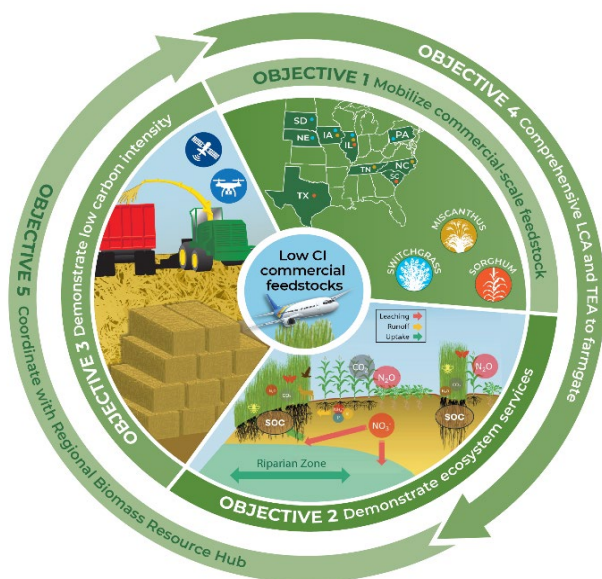 OBJECTIVE 4 Comprehensive LCA and TEA to farmgate
OBJECTIVE 1 Mobilize commercial-scale feedstock
SD
NE
IA
IL
PA
TN
NC
SC
TX
MISCANTHUS
SWITCHGRASS
SORGHUM
OBJECTIVE 3 Demonstrate low carbon intensity
OBJECTIVE 5 Coordinate with Regional Biomass Resource Hub
Low CI
commercial
feedstocks
Leaching
Runoff
Uptake
CO₂
N₂O
N₂O
SOC
SOC
NO₃⁻
Riparian Zone
OBJECTIVE 2 Demonstrate ecosystem services